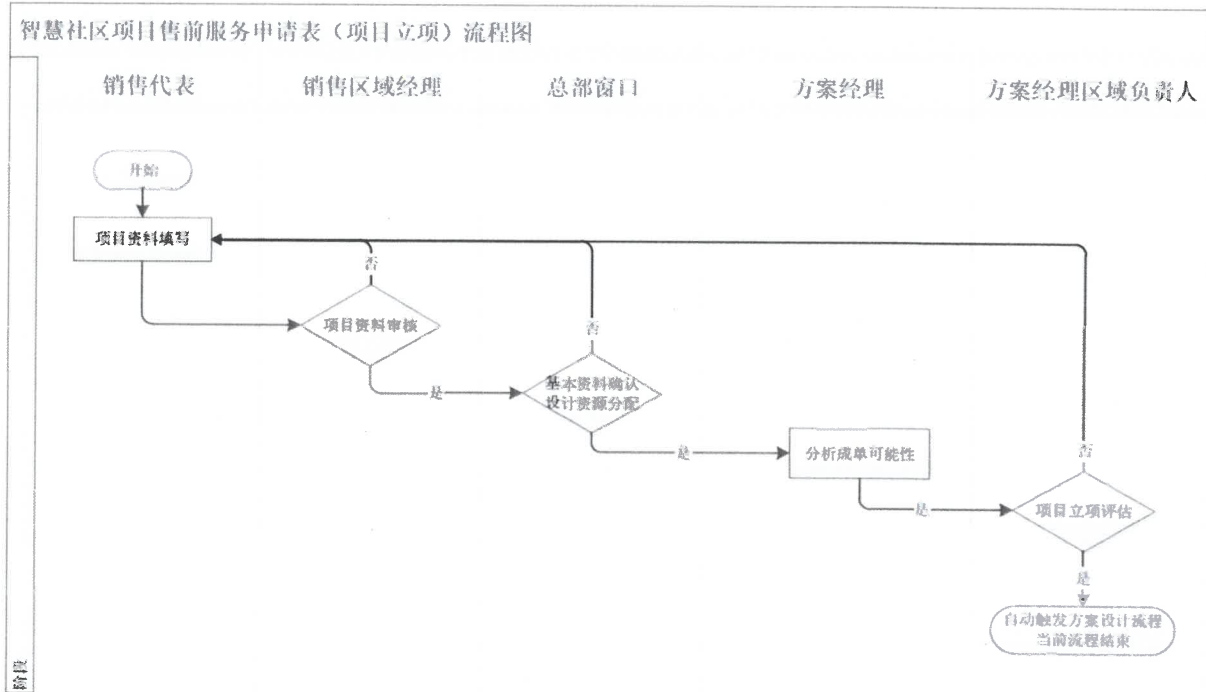 智慧社区项目售前服务申请表（项目立项）流程图
销售代表
销售区域经理
总部窗口
方案经理
方案经理区域负责人
开始
项目资料填写
否
项目资料审核
是
否
基本资料确认
设计资源分配
是
分析成单可能性
是
否
项目立项评估
是
自动触发方案设计流程
当前流程结束
阶段